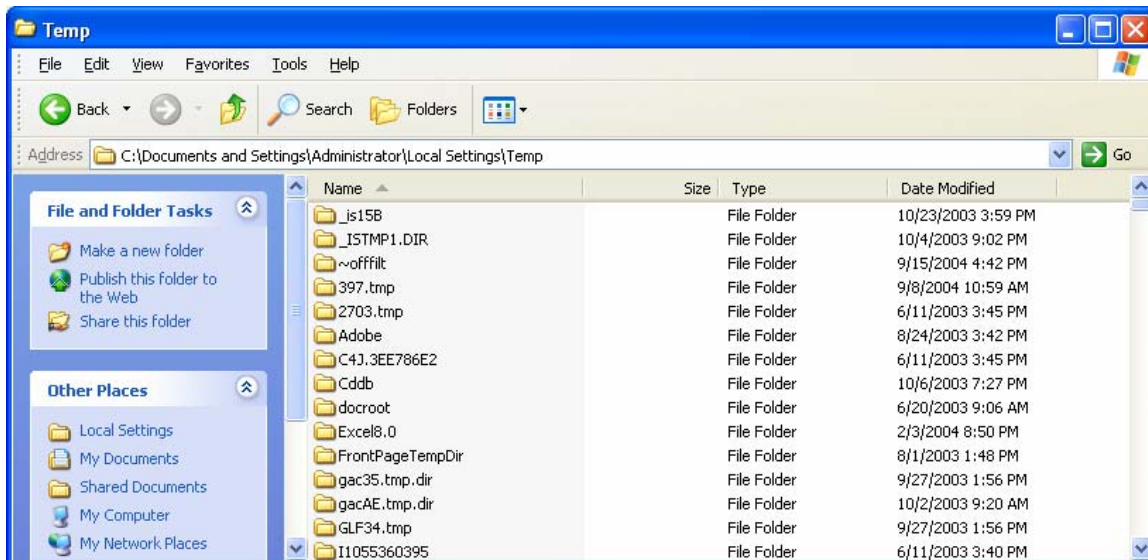 Temp
File Edit View Favorites Tools Help
Back Search Folders
Address C:\Documents and Settings\Administrator\Local Settings\Temp Go
File and Folder Tasks
Make a new folder
Publish this folder to
the Web
Share this folder
Other Places
Local Settings
My Documents
Shared Documents
My Computer
My Network Places
Name Size Type Date Modified
_is15B File Folder 10/23/2003 3:59 PM
_ISTMP1.DIR File Folder 10/4/2003 9:02 PM
~offfilt File Folder 9/15/2004 4:42 PM
397.tmp File Folder 9/8/2004 10:59 AM
2703.tmp File Folder 6/11/2003 3:45 PM
Adobe File Folder 8/24/2003 3:42 PM
C4J.3EE786E2 File Folder 6/11/2003 3:45 PM
Cddb File Folder 10/6/2003 7:27 PM
docroot File Folder 6/20/2003 9:06 AM
Excel8.0 File Folder 2/3/2004 8:50 PM
FrontPageTempDir File Folder 8/1/2003 1:48 PM
gac35.tmp.dir File Folder 9/27/2003 1:56 PM
gacAE.tmp.dir File Folder 10/2/2003 9:20 AM
GLF34.tmp File Folder 9/27/2003 1:56 PM
I1055360395 File Folder 6/11/2003 3:40 PM